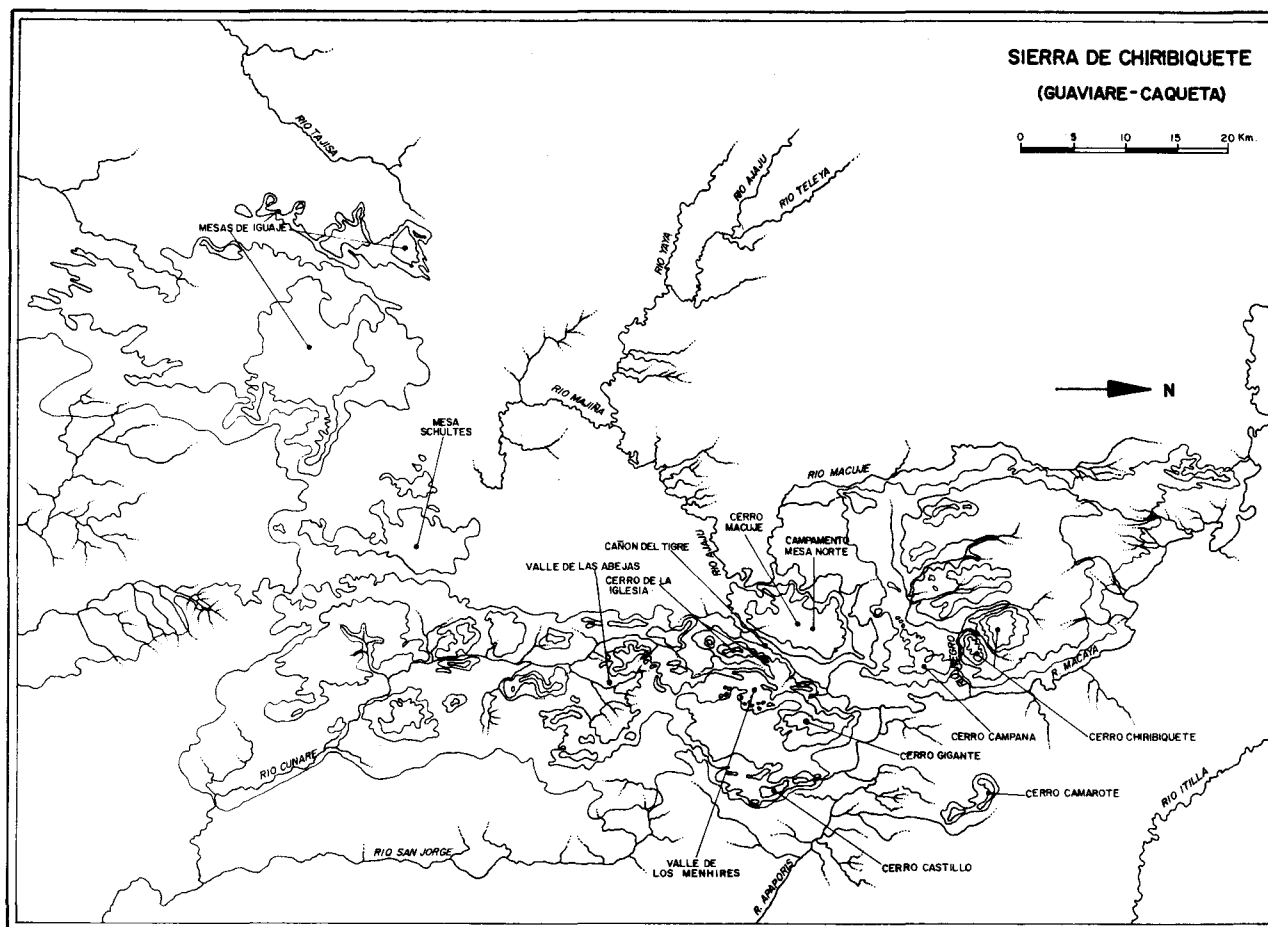 SIERRA DE CHIRIBIQUETE
(GUAVIARE-CAQUETA)
0 5 10 15 20 Km.
RIO TAJISA
RIO AJAJU
RIO TELEYA
RIO YAYA
MESAS DE IGUAJE
N
RIO MAJIÑA
MESA
SCHULTES
RIO MACUJE
CERRO
MACUJE
CAMPAMENTO
MESA NORTE
RIO AJAJU
CAÑON DEL TIGRE
VALLE DE LAS ABEJAS
CERRO DE LA
IGLESIA
RIO NEGRO
R. MACAYA
CERRO CAMPANA
CERRO CHIRIBIQUETE
CERRO GIGANTE
RIO CUNARE
CERRO CAMAROTE
RIO ITILLA
RIO SAN JORGE
VALLE DE
LOS MENHIRES
CERRO CASTILLO
R. APAPORIS